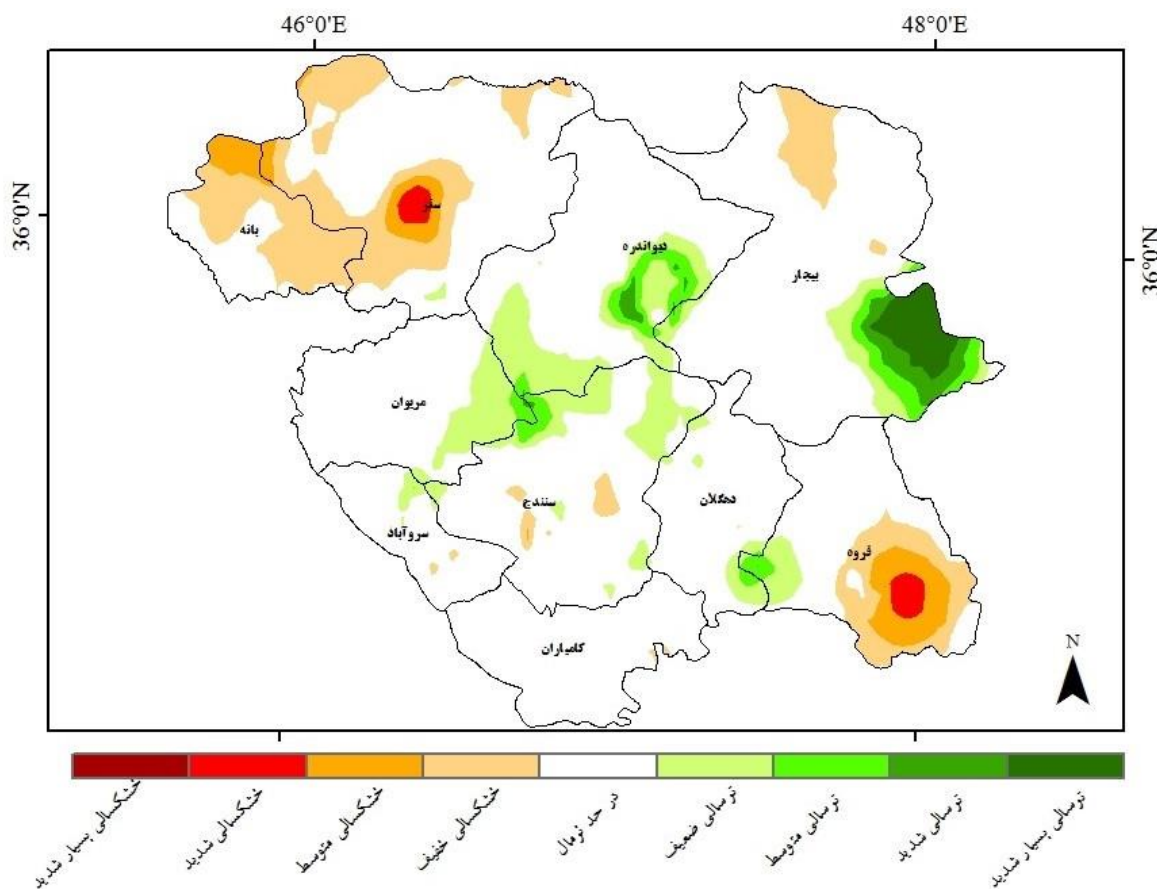 46°0'E
48°0'E
36°0'N
36°0'N
سقز
بانه
دیواندره
بیجار
مریوان
سنندج
دهگلان
سروآباد
قروه
کامیاران
N
خشکسالی بسیار شدید
خشکسالی شدید
خشکسالی متوسط
خشکسالی خفیف
در حد نرمال
ترسالی ضعیف
ترسالی متوسط
ترسالی شدید
ترسالی بسیار شدید